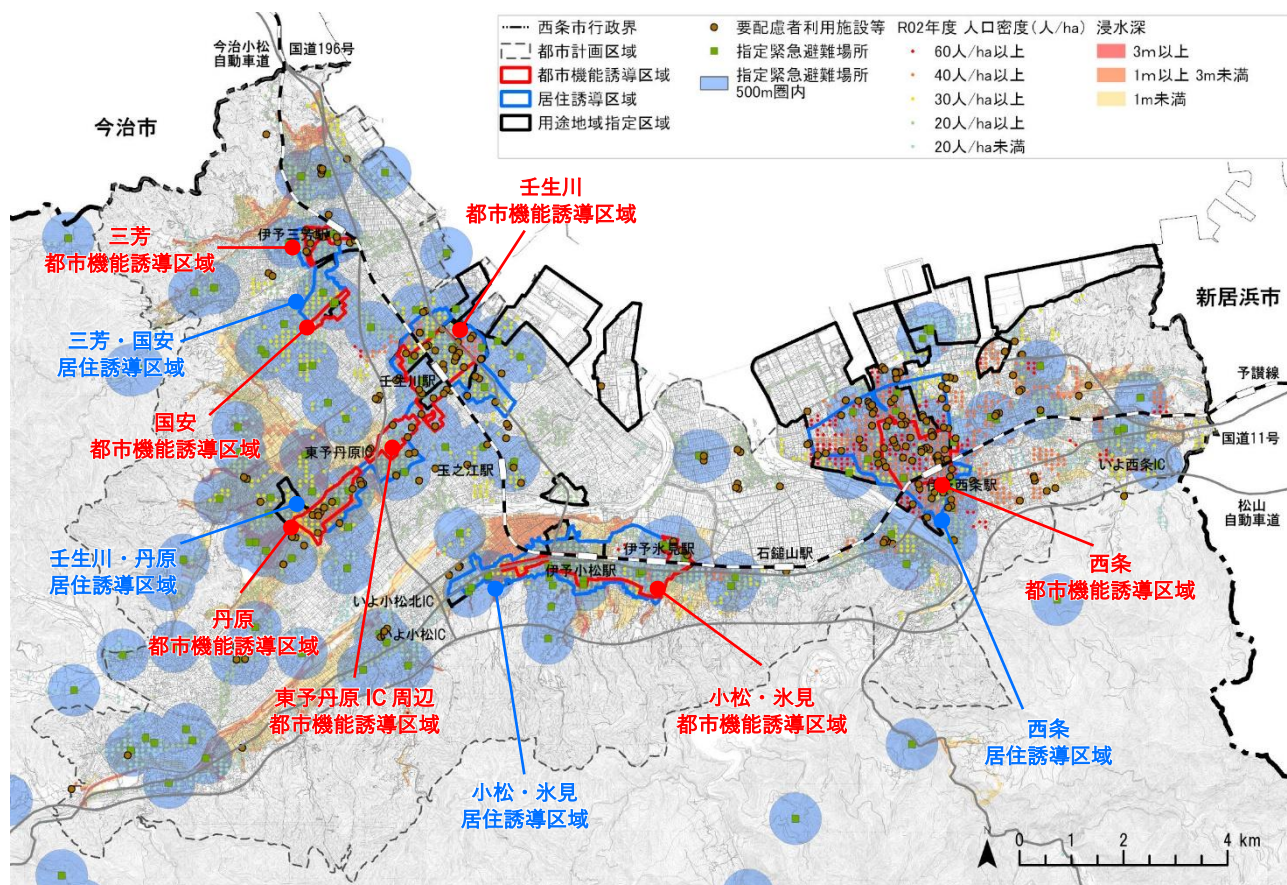 西条市行政界
都市計画区域
都市機能誘導区域
居住誘導区域
用途地域指定区域
要配慮者利用施設等
指定緊急避難場所
指定緊急避難場所
500m圏内
R02年度 人口密度(人/ha)
60人/ha以上
40人/ha以上
30人/ha以上
20人/ha以上
20人/ha未満
浸水深
3m以上
1m以上 3m未満
1m未満
今治小松
自動車道
国道196号
今治市
壬生川
都市機能誘導区域
伊予三芳駅
三芳
都市機能誘導区域
新居浜市
三芳・国安
居住誘導区域
壬生川駅
予讃線
国安
都市機能誘導区域
国道11号
東予丹原IC
玉之江駅
いよ西条IC
伊予西条駅
松山
自動車道
壬生川・丹原
居住誘導区域
伊予氷見駅
石鎚山駅
伊予小松駅
西条
都市機能誘導区域
いよ小松北IC
丹原
都市機能誘導区域
いよ小松IC
東予丹原 IC 周辺
都市機能誘導区域
小松・氷見
都市機能誘導区域
西条
居住誘導区域
小松・氷見
居住誘導区域
0 1 2 4 km